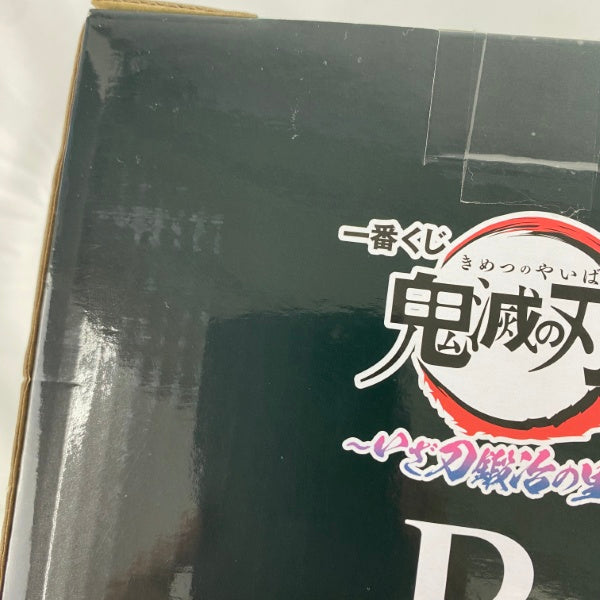 一番くじ
きめつのやいば
鬼滅の刃
~いざ刀鍛冶の